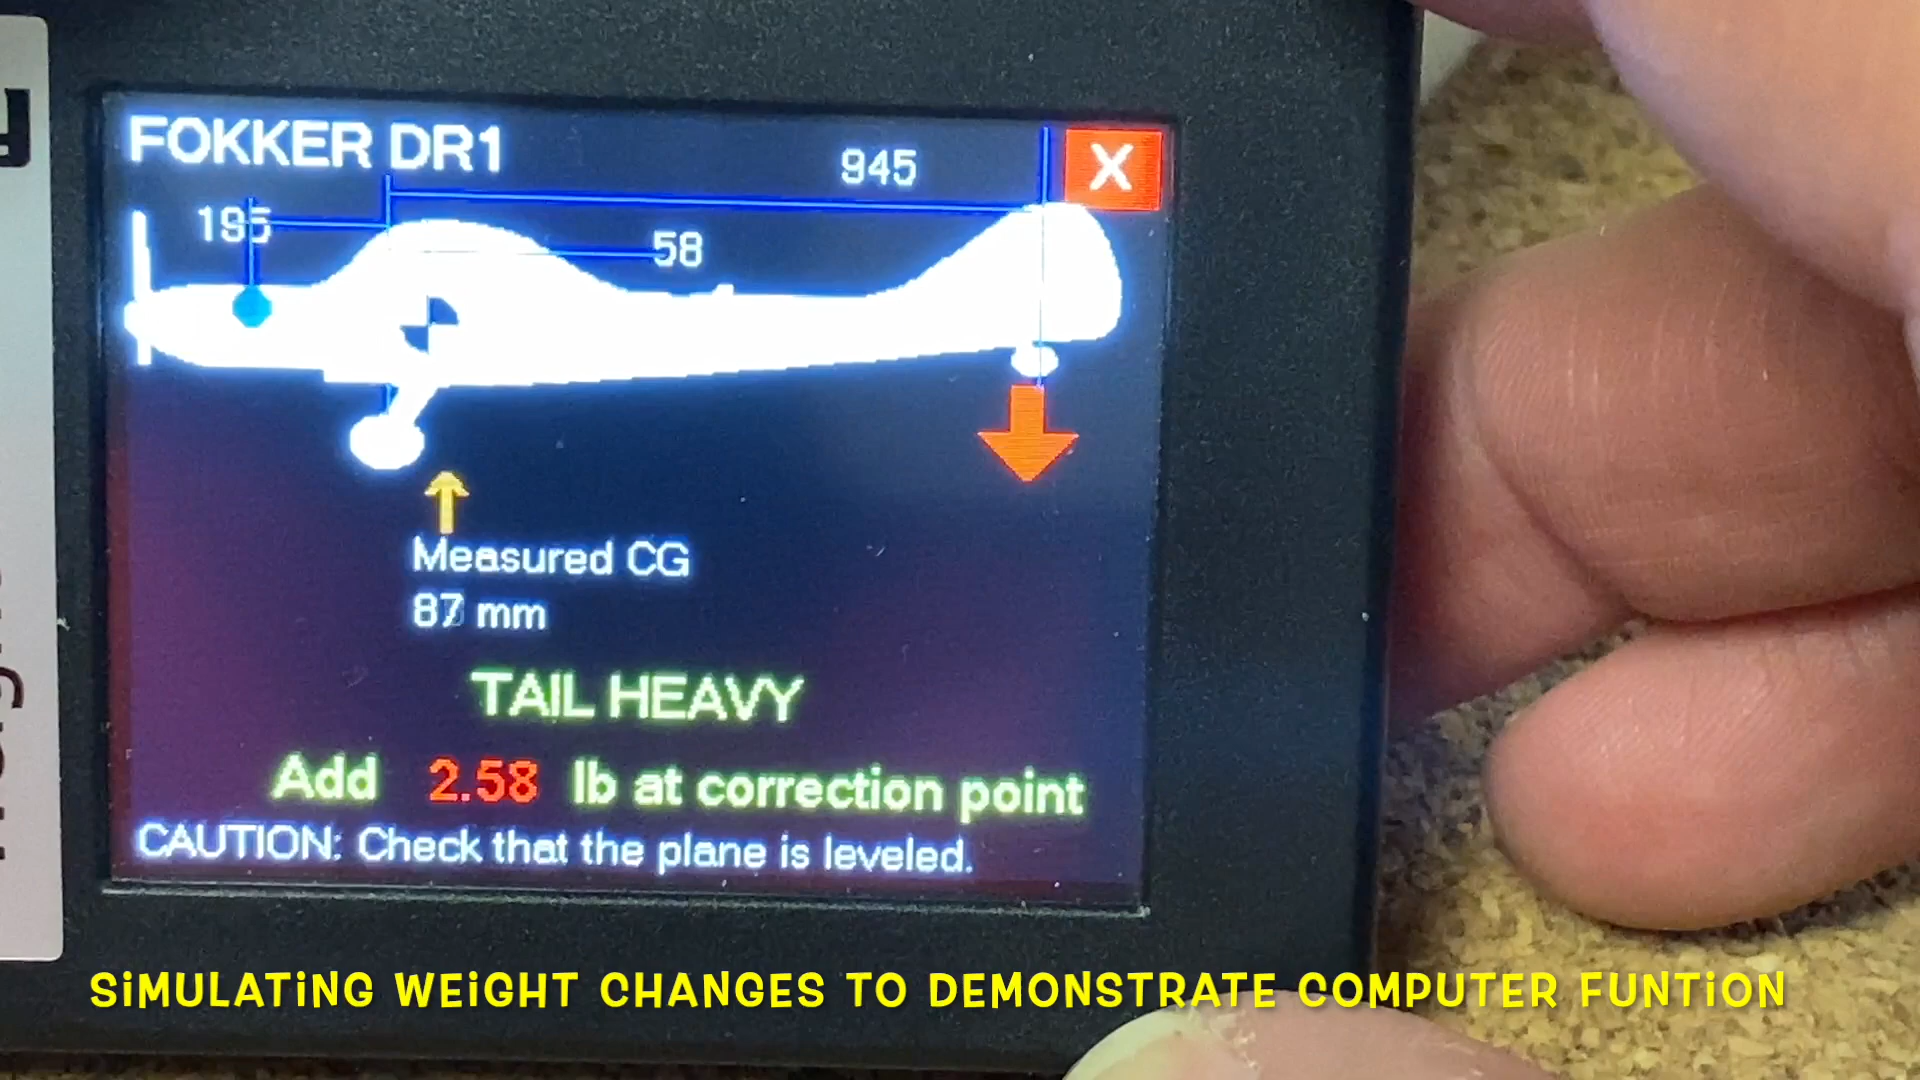 FOKKER DR1
945
X
195
58
Measured CG
87 mm
TAIL HEAVY
Add 2.58 lb at correction point
CAUTION: Check that the plane is leveled.
SiMULATiNG WEiGHT CHANGES TO DEMONSTRATE COMPUTER FUNTiON